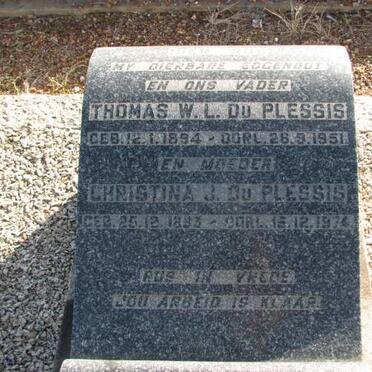 MY DIERBARE EGGENOOT
EN ONS VADER
THOMAS W. L. DU PLESSIS
GEB. 12. 1. 1894 - OORL. 26. 9. 1951
EN MOEDER
CHRISTINA J. DU PLESSIS
GEB. 25. 12. 1893 - OORL. 16. 12. 1974
RUS IN VREDE
JOU ARBEID IS KLAAR